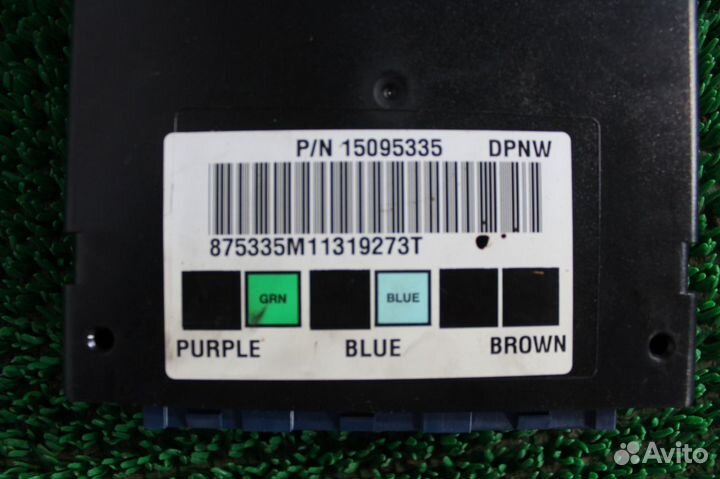 P/N 15095335 DPNW
875335M11319273T
GRN BLUE
PURPLE BLUE BROWN
Avito